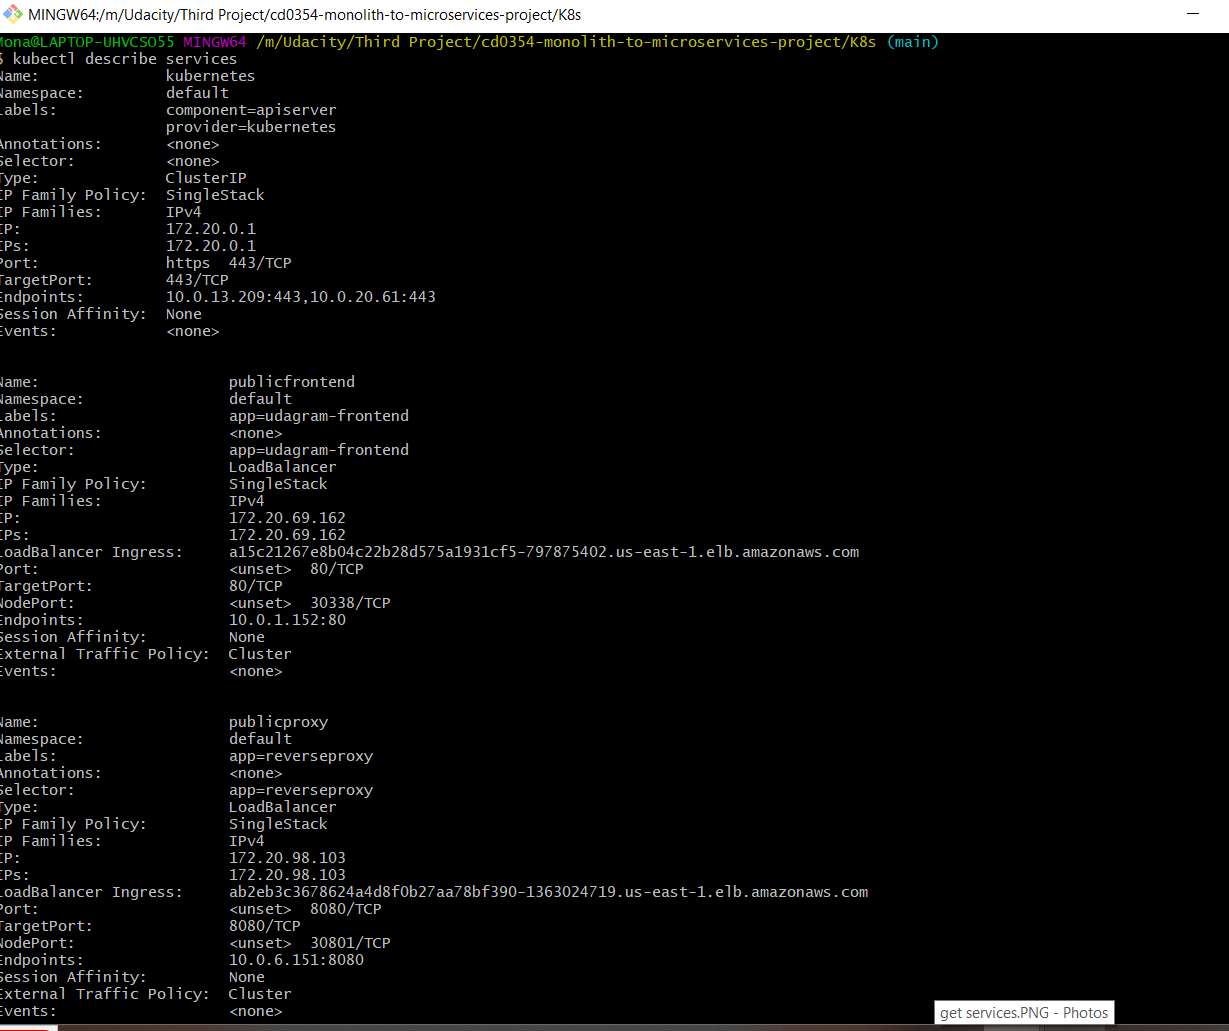 MINGW64:/m/Udacity/Third Project/cd0354-monolith-to-microservices-project/K8s
Mona@LAPTOP-UHVCSO55 MINGW64 /m/Udacity/Third Project/cd0354-monolith-to-microservices-project/K8s (main)
$ kubectl describe services
Name: kubernetes
Namespace: default
Labels: component=apiserver
provider=kubernetes
Annotations: <none>
Selector: <none>
Type: ClusterIP
IP Family Policy: SingleStack
IP Families: IPv4
IP: 172.20.0.1
IPs: 172.20.0.1
Port: https 443/TCP
TargetPort: 443/TCP
Endpoints: 10.0.13.209:443,10.0.20.61:443
Session Affinity: None
Events: <none>
Name: publicfrontend
Namespace: default
Labels: app=udagram-frontend
Annotations: <none>
Selector: app=udagram-frontend
Type: LoadBalancer
IP Family Policy: SingleStack
IP Families: IPv4
IP: 172.20.69.162
IPs: 172.20.69.162
LoadBalancer Ingress: a15c21267e8b04c22b28d575a1931cf5-797875402.us-east-1.elb.amazonaws.com
Port: <unset> 80/TCP
TargetPort: 80/TCP
NodePort: <unset> 30338/TCP
Endpoints: 10.0.1.152:80
Session Affinity: None
External Traffic Policy: Cluster
Events: <none>
Name: publicproxy
Namespace: default
Labels: app=reverseproxy
Annotations: <none>
Selector: app=reverseproxy
Type: LoadBalancer
IP Family Policy: SingleStack
IP Families: IPv4
IP: 172.20.98.103
IPs: 172.20.98.103
LoadBalancer Ingress: ab2eb3c3678624a4d8f0b27aa78bf390-1363024719.us-east-1.elb.amazonaws.com
Port: <unset> 8080/TCP
TargetPort: 8080/TCP
NodePort: <unset> 30801/TCP
Endpoints: 10.0.6.151:8080
Session Affinity: None
External Traffic Policy: Cluster
Events: <none>
get services.PNG - Photos